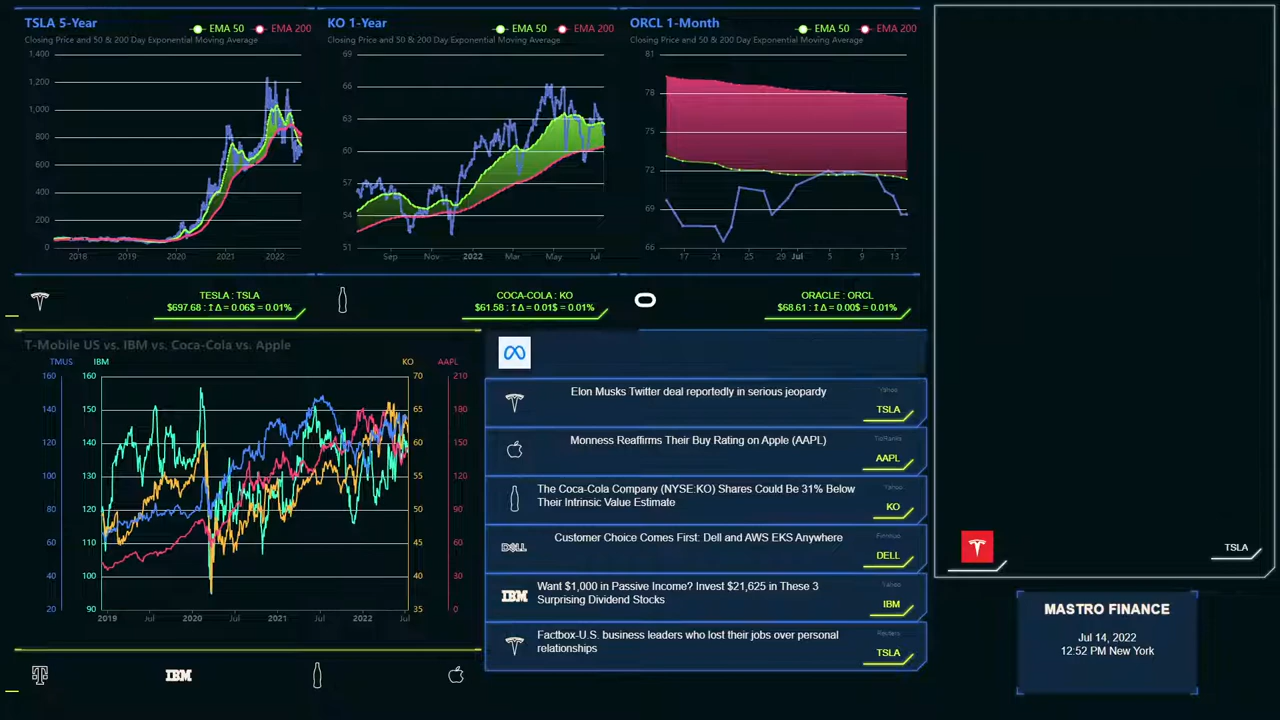 TSLA 5-Year
EMA 50
EMA 200
Closing Price and 50 & 200 Day Exponential Moving Average
1,400
1,200
1,000
800
600
400
200
0
2018
2019
2020
2021
2022
KO 1-Year
EMA 50
EMA 200
Closing Price and 50 & 200 Day Exponential Moving Average
69
66
63
60
57
54
51
Sep
Nov
2022
Mar
May
Jul
ORCL 1-Month
EMA 50
EMA 200
Closing Price and 50 & 200 Day Exponential Moving Average
81
78
75
72
69
66
17
21
25
29
Jul
5
9
13
TESLA : TSLA
$697.68 : ↥ Δ = 0.06$ = 0.01%
COCA-COLA : KO
$61.58 : ↥ Δ = 0.01$ = 0.01%
ORACLE : ORCL
$68.61 : ↥ Δ = 0.00$ = 0.01%
T-Mobile US vs. IBM vs. Coca-Cola vs. Apple
TMUS
IBM
KO
AAPL
160
140
120
100
80
60
40
20
160
150
140
130
120
110
100
90
70
65
60
55
50
45
40
35
210
180
150
120
90
60
30
0
2019
Jul
2020
Jul
2021
Jul
2022
Jul
T
IBM
Elon Musks Twitter deal reportedly in serious jeopardy
Yahoo
TSLA
Monness Reaffirms Their Buy Rating on Apple (AAPL)
TipRanks
AAPL
The Coca-Cola Company (NYSE:KO) Shares Could Be 31% Below
Their Intrinsic Value Estimate
Yahoo
KO
DELL
Customer Choice Comes First: Dell and AWS EKS Anywhere
Finnhub
DELL
IBM
Want $1,000 in Passive Income? Invest $21,625 in These 3
Surprising Dividend Stocks
Yahoo
IBM
Factbox-U.S. business leaders who lost their jobs over personal
relationships
Reuters
TSLA
TSLA
MASTRO FINANCE
Jul 14, 2022
12:52 PM New York